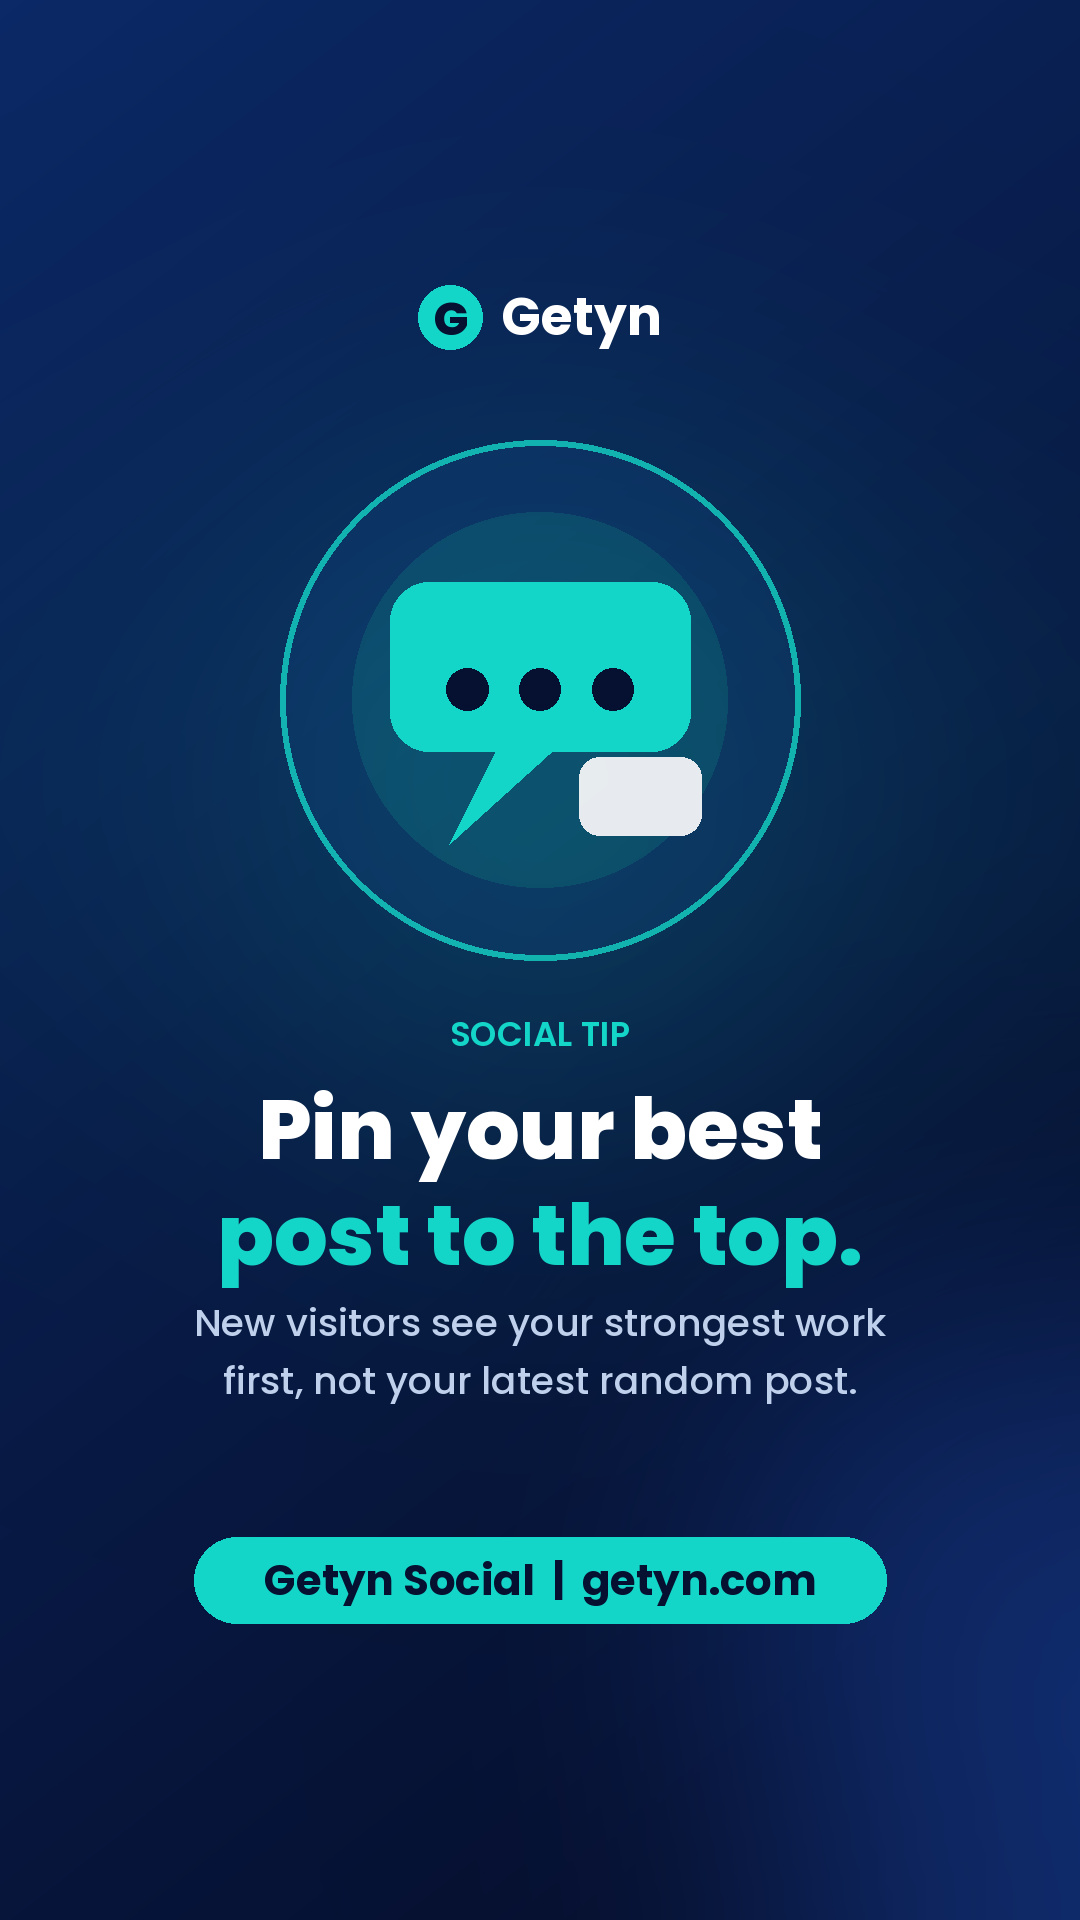 G Getyn
SOCIAL TIP
Pin your best
post to the top.
New visitors see your strongest work
first, not your latest random post.
Getyn Social | getyn.com